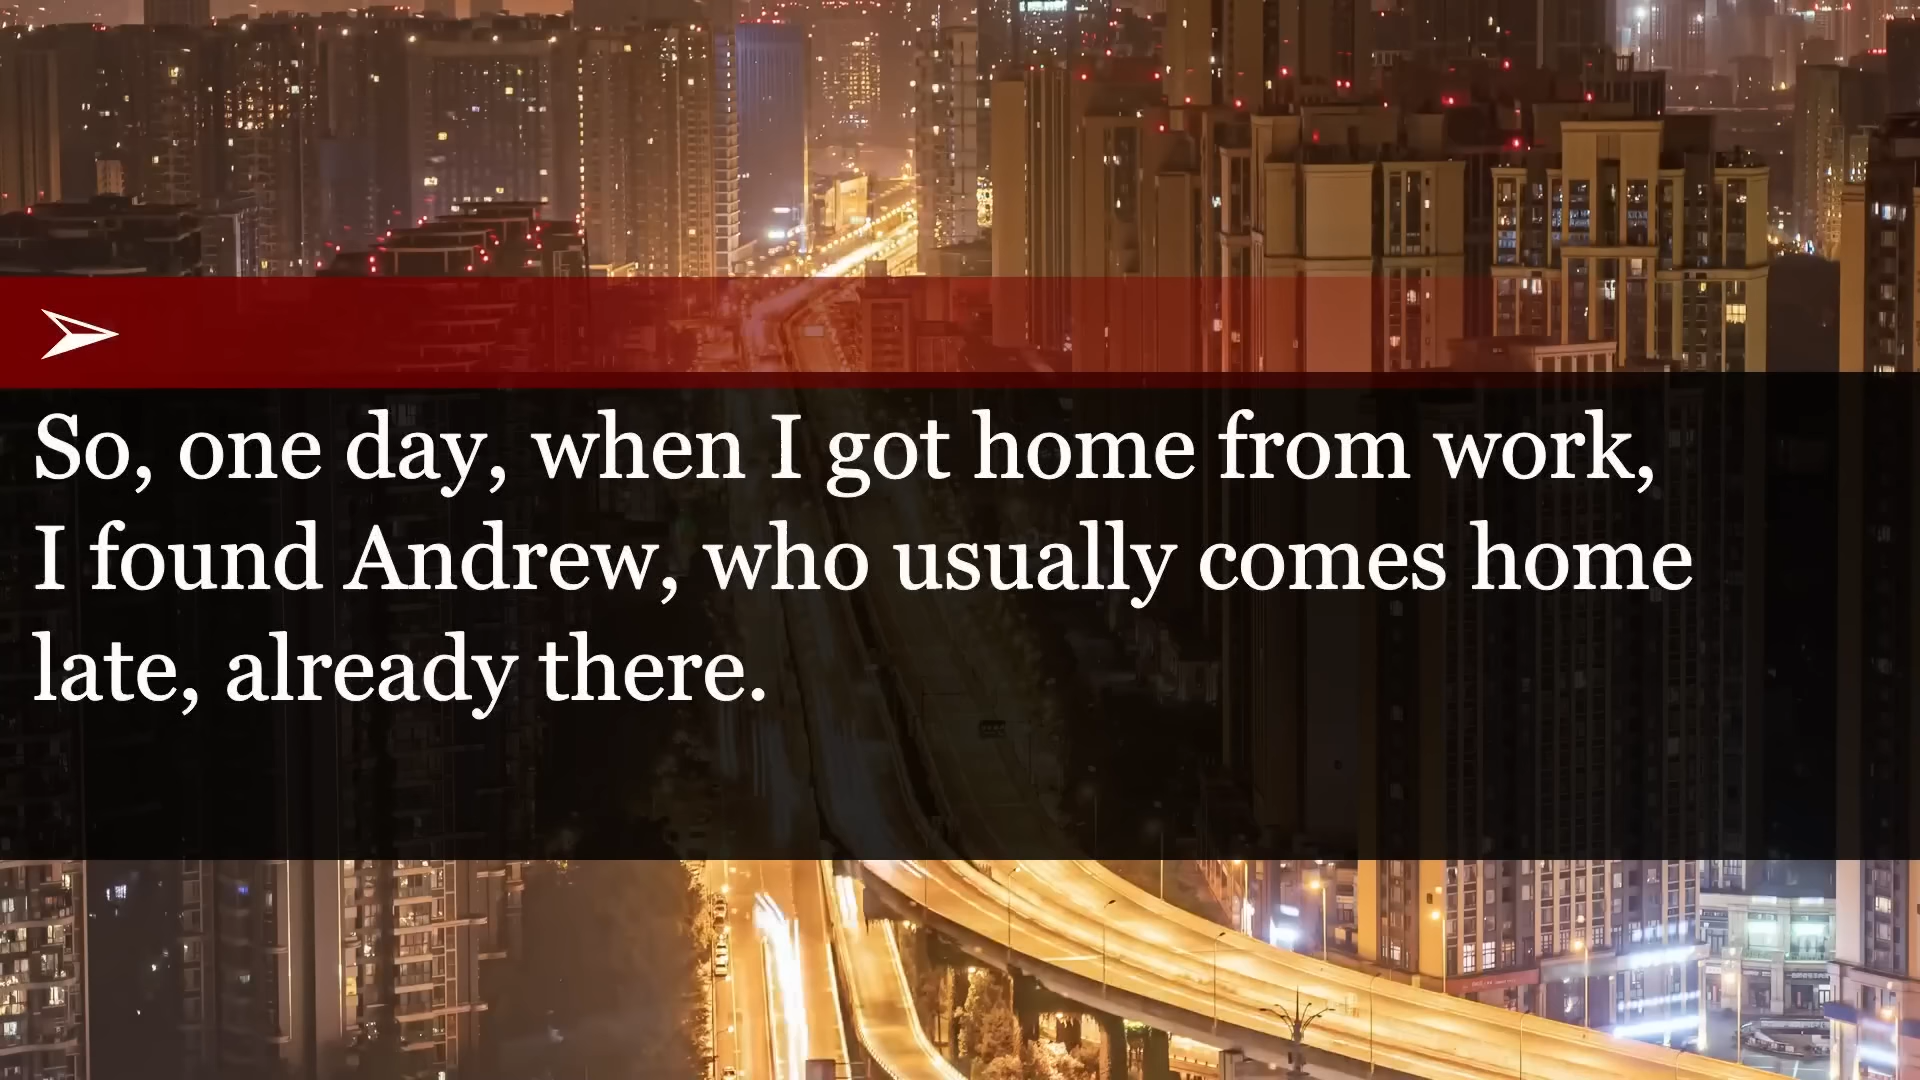 So, one day, when I got home from work,
I found Andrew, who usually comes home
late, already there.